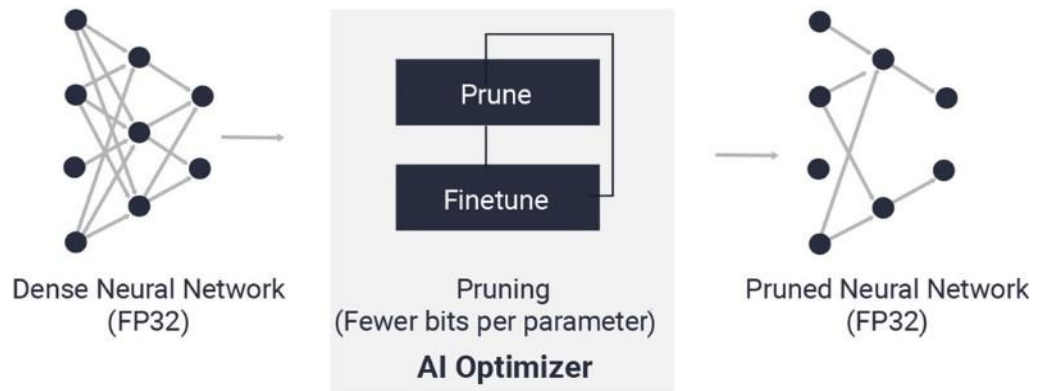 Prune
Finetune
Dense Neural Network
(FP32)
Pruning
(Fewer bits per parameter)
AI Optimizer
Pruned Neural Network
(FP32)